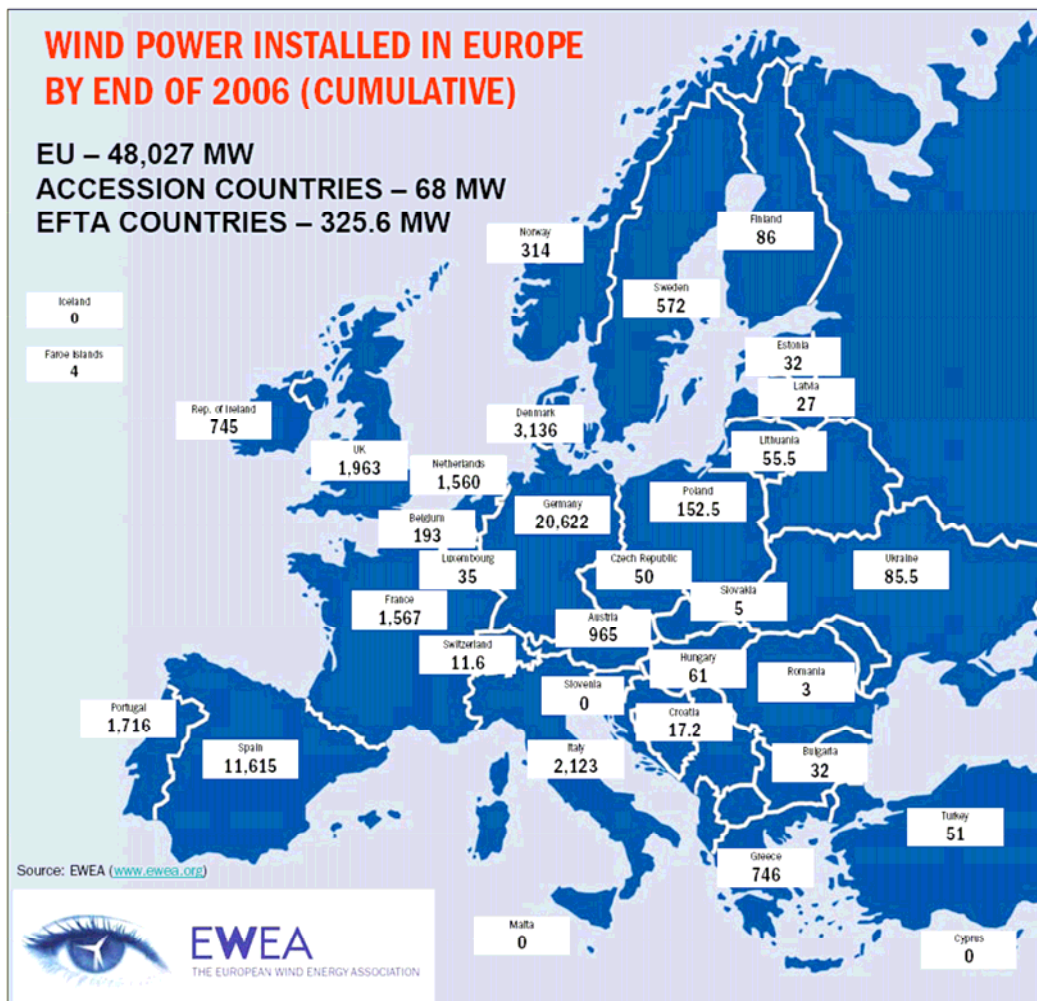 WIND POWER INSTALLED IN EUROPE
BY END OF 2006 (CUMULATIVE)
EU – 48,027 MW
ACCESSION COUNTRIES – 68 MW
EFTA COUNTRIES – 325.6 MW
Finland
86
Norway
314
Sweden
572
Iceland
0
Faroe Islands
4
Estonia
32
Latvia
27
Rep. of Ireland
745
Denmark
3,136
Lithuania
55.5
UK
1,963
Netherlands
1,560
Poland
152.5
Germany
20,622
Belgium
193
Luxembourg
35
Czech Republic
50
Ukraine
85.5
Slovakia
5
France
1,567
Austria
965
Switzerland
11.6
Hungary
61
Romania
3
Slovenia
0
Portugal
1,716
Croatia
17.2
Spain
11,615
Italy
2,123
Bulgaria
32
Turkey
51
Greece
746
Source: EWEA (www.ewea.org)
Malta
0
Cyprus
0
EWEA
THE EUROPEAN WIND ENERGY ASSOCIATION